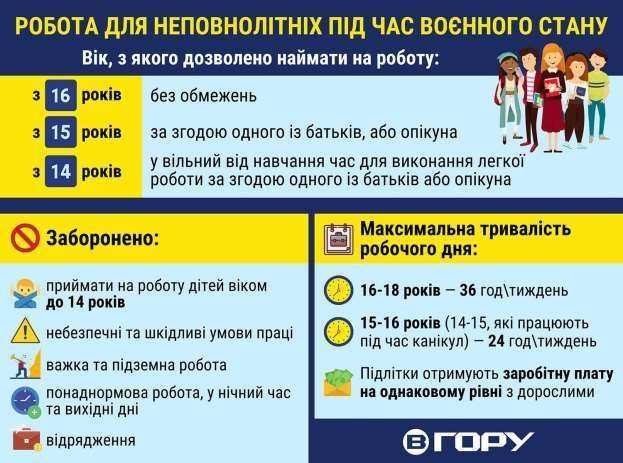 РОБОТА ДЛЯ НЕПОВНОЛІТНІХ ПІД ЧАС ВОЄННОГО СТАНУ
Вік, з якого дозволено наймати на роботу:
з 16 років без обмежень
з 15 років за згодою одного із батьків, або опікуна
з 14 років у вільний від навчання час для виконання легкої
роботи за згодою одного із батьків або опікуна
Заборонено:
приймати на роботу дітей віком
до 14 років
небезпечні та шкідливі умови праці
важка та підземна робота
понаднормова робота, у нічний час
та вихідні дні
відрядження
Максимальна тривалість
робочого дня:
16-18 років — 36 год\тиждень
15-16 років (14-15, які працюють
під час канікул) — 24 год\тиждень
Підлітки отримують заробітну плату
на однаковому рівні з дорослими
ВГОРУ